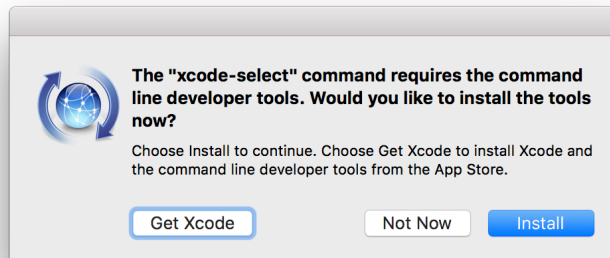 The "xcode-select" command requires the command
line developer tools. Would you like to install the tools
now?
Choose Install to continue. Choose Get Xcode to install Xcode and
the command line developer tools from the App Store.
Get Xcode
Not Now
Install